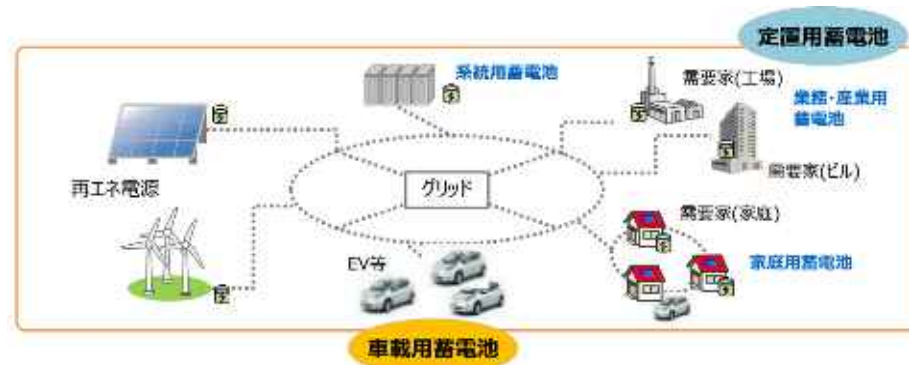 定置用蓄電池
系統用蓄電池
需要家(工場)
業務・産業用
蓄電池
再エネ電源
グリッド
需要家(ビル)
需要家(家庭)
EV等
家庭用蓄電池
車載用蓄電池